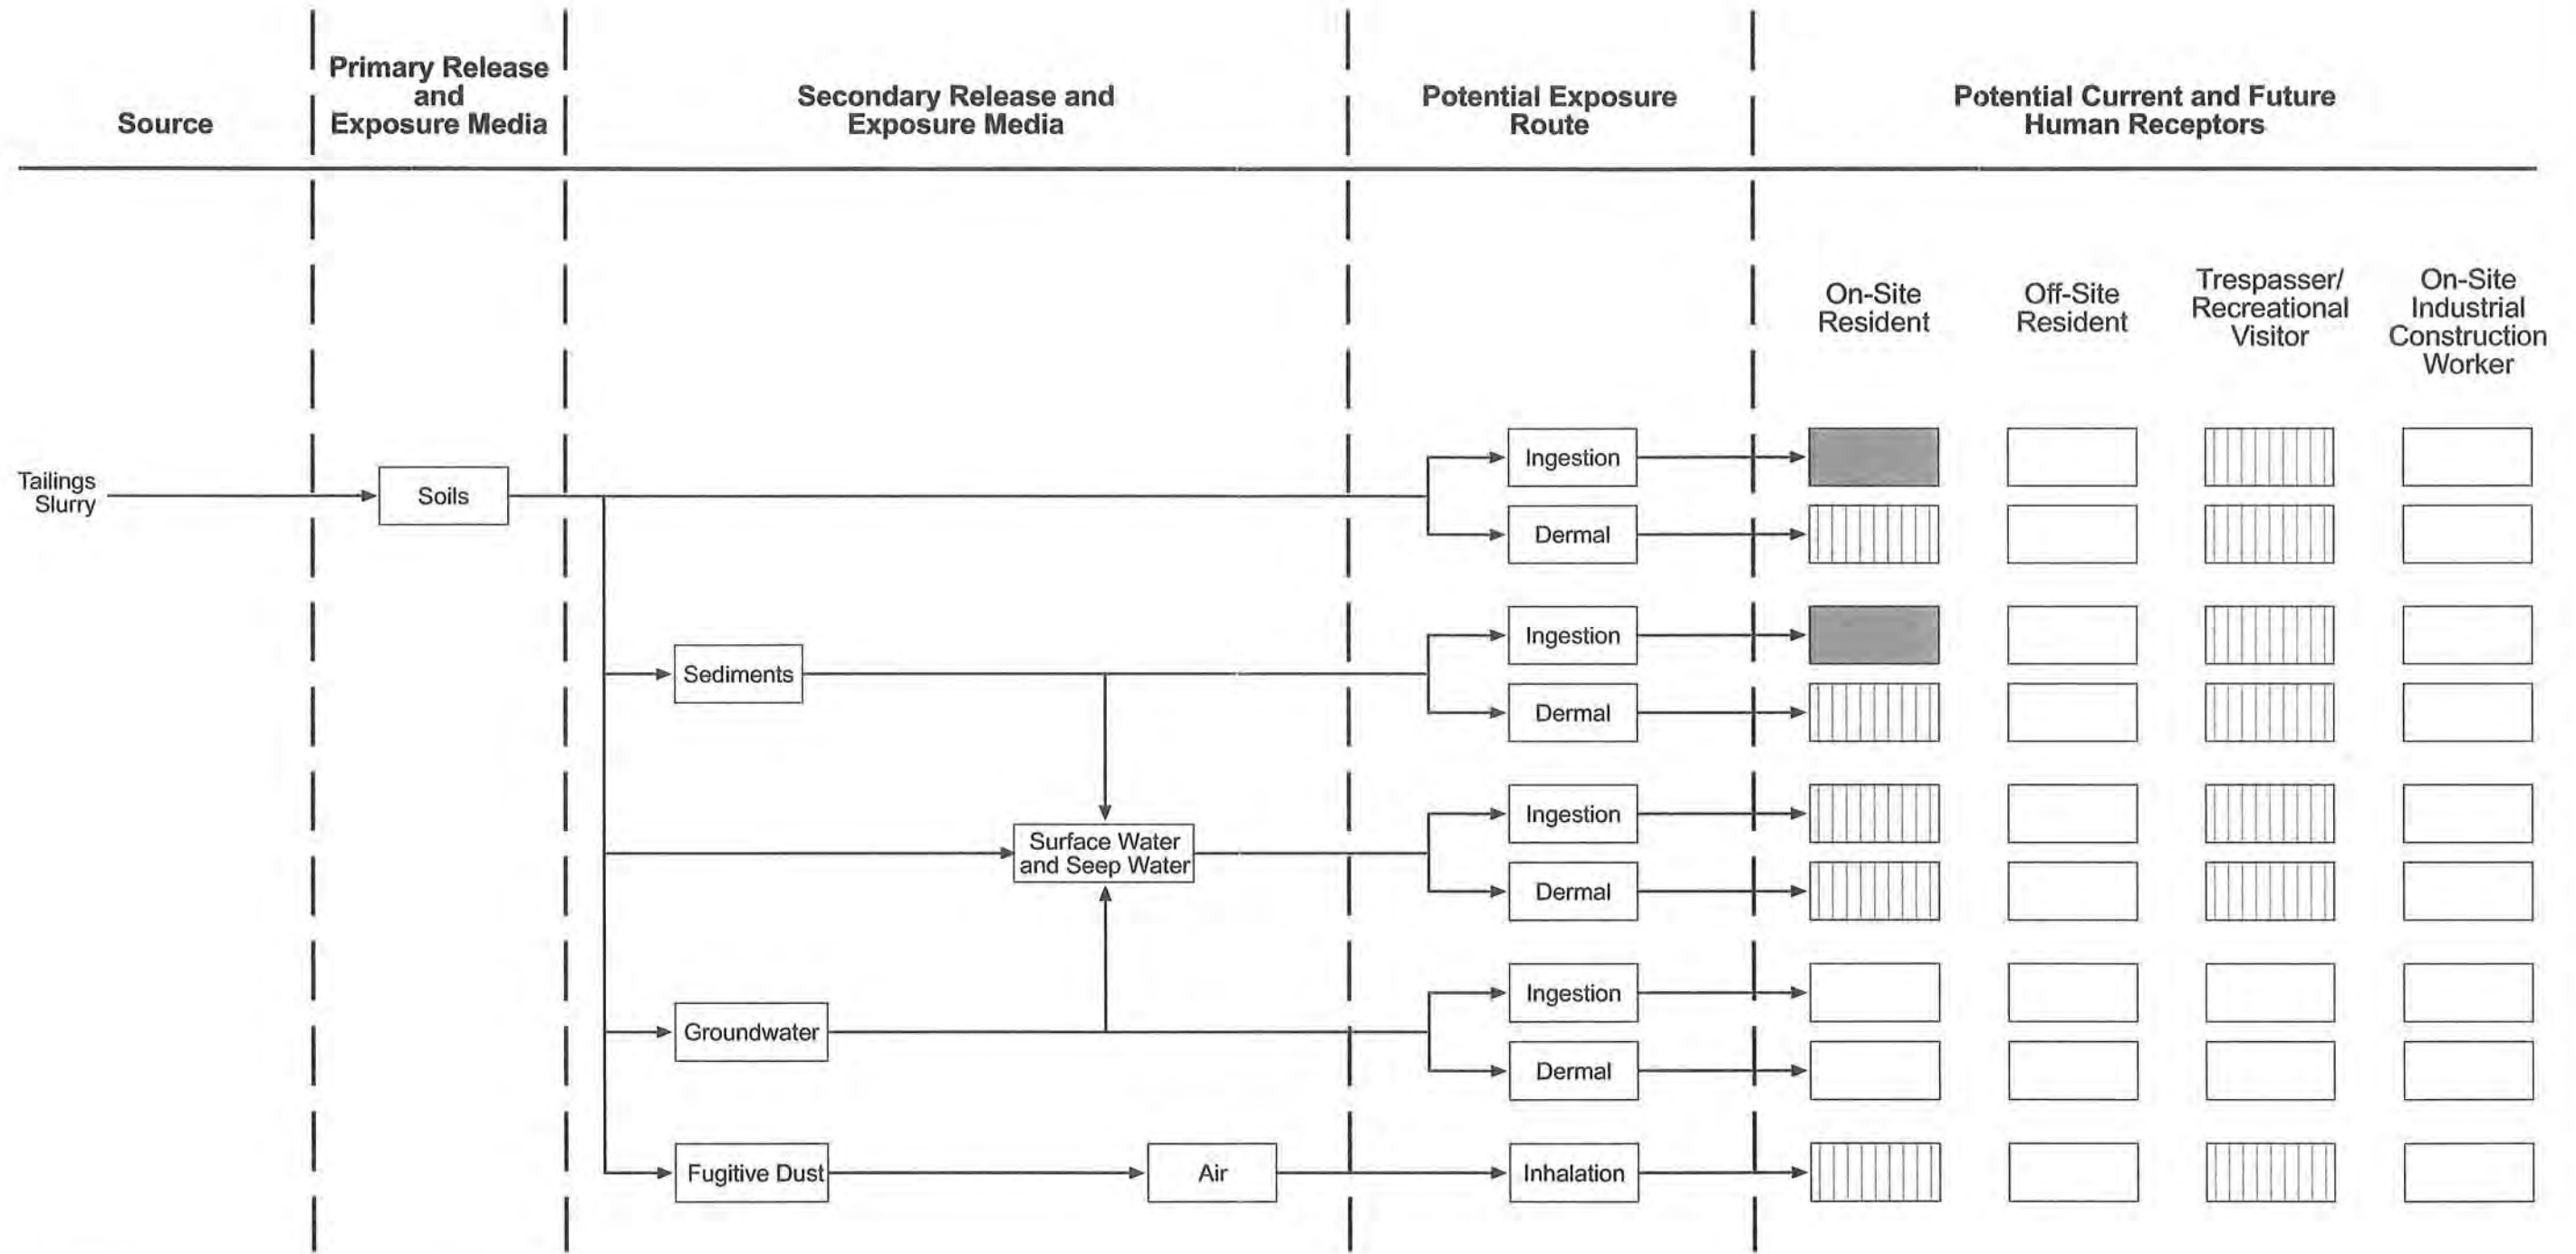 Source
Primary Release
and
Exposure Media
Secondary Release and
Exposure Media
Potential Exposure
Route
Potential Current and Future
Human Receptors
On-Site
Resident
Off-Site
Resident
Trespasser/
Recreational
Visitor
On-Site
Industrial
Construction
Worker
Tailings
Slurry
Soils
Ingestion
Dermal
Sediments
Ingestion
Dermal
Surface Water
and Seep Water
Ingestion
Dermal
Groundwater
Ingestion
Dermal
Fugitive Dust
Air
Inhalation